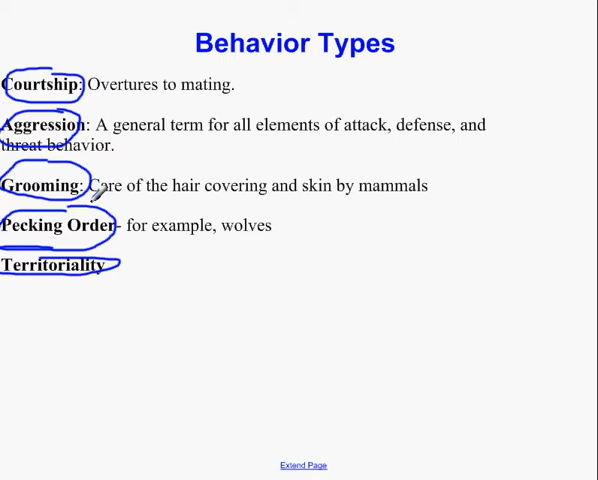 Behavior Types
Courtship: Overtures to mating.
Aggression: A general term for all elements of attack, defense, and
threat behavior.
Grooming: Care of the hair covering and skin by mammals
Pecking Order- for example, wolves
Territoriality
Extend Page